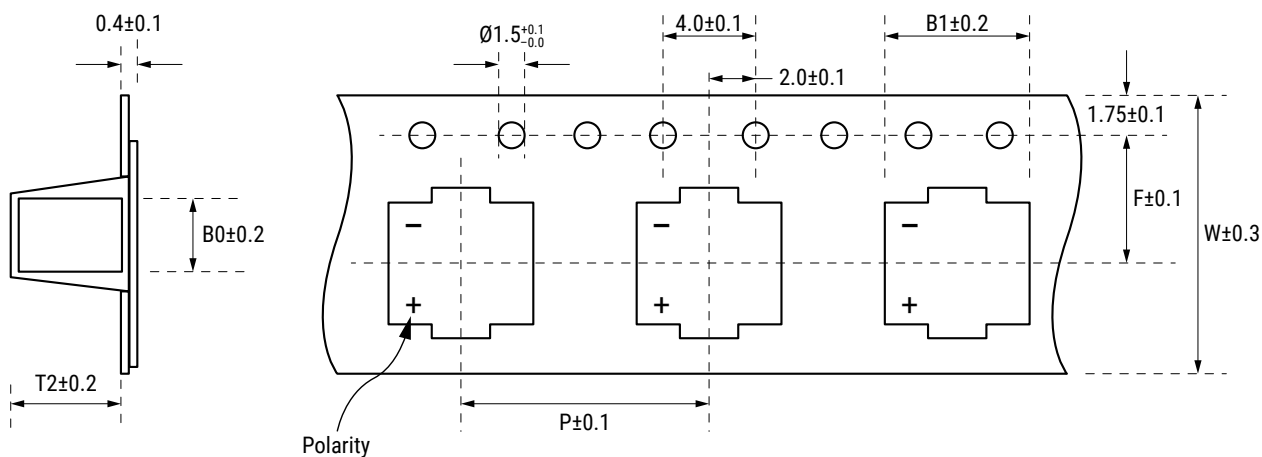 0.4±0.1
Ø1.5+0.1−0.0
4.0±0.1
B1±0.2
2.0±0.1
1.75±0.1
F±0.1
W±0.3
B0±0.2
T2±0.2
− − −
+ + +
P±0.1
Polarity